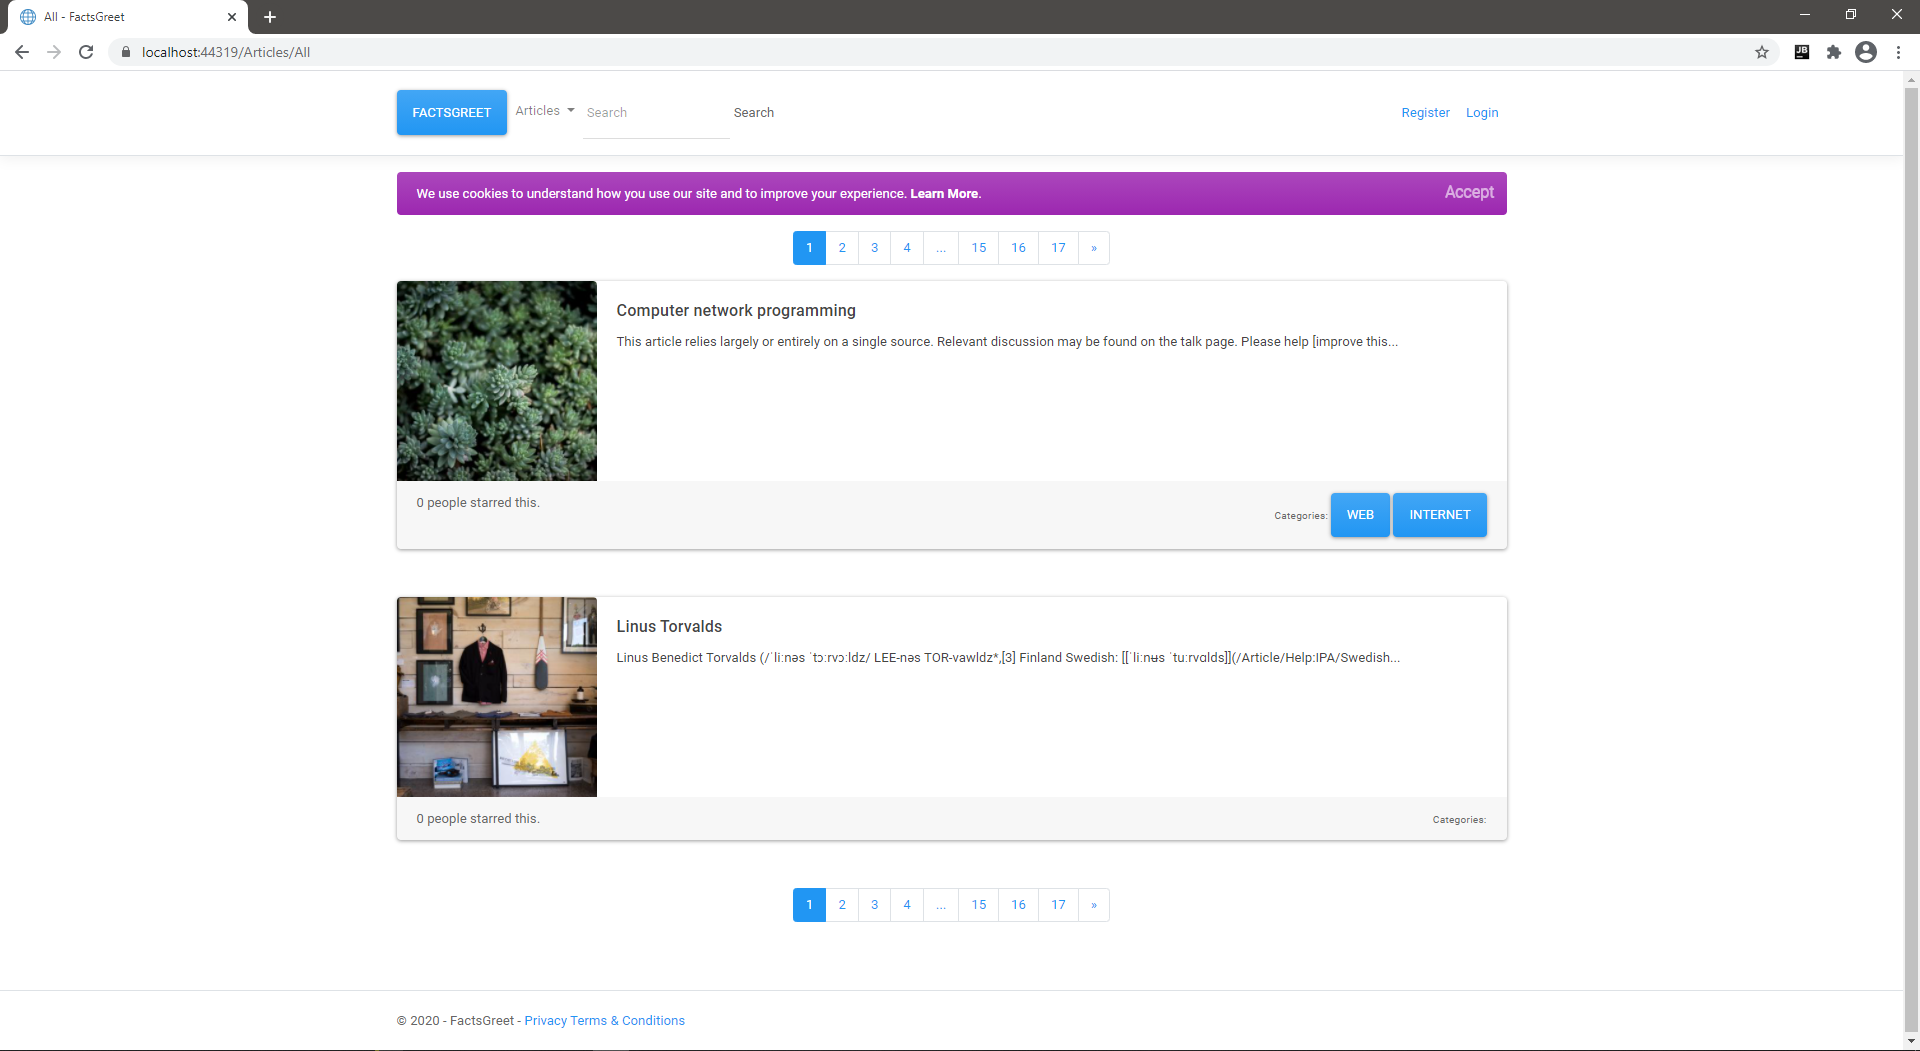 All - FactsGreet
localhost:44319/Articles/All
JB
FACTSGREET Articles Search Search Register Login
We use cookies to understand how you use our site and to improve your experience. Learn More. Accept
1 2 3 4 ... 15 16 17 »
Computer network programming
This article relies largely or entirely on a single source. Relevant discussion may be found on the talk page. Please help [improve this...
0 people starred this. Categories: WEB INTERNET
Linus Torvalds
Linus Benedict Torvalds (/ˈliːnəs ˈtɔːrvɔːldz/ LEE-nəs TOR-vawldz*,[3] Finland Swedish: [[ˈliːnʉs ˈtuːrvɑlds]](/Article/Help:IPA/Swedish...
0 people starred this. Categories:
1 2 3 4 ... 15 16 17 »
© 2020 - FactsGreet - Privacy Terms & Conditions